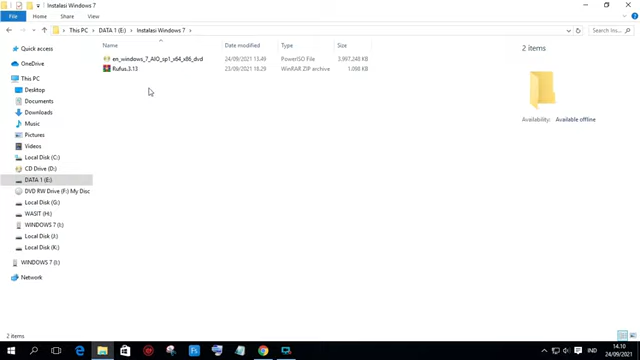 Instalasi Windows 7
File Home Share View
This PC > DATA 1 (E:) > Instalasi Windows 7 >
Search Ins...
Name Date modified Type Size
en_windows_7_AIO_sp1_x64_x86_dvd 24/09/2021 13.49 PowerISO File 3,997,248 KB
Rufus.3.13 23/09/2021 18.29 WinRAR ZIP archive 1,098 KB
2 items
Availability: Available offline
OneDrive
This PC
Desktop
Documents
Downloads
Music
Pictures
Videos
Local Disk (C:)
CD Drive (D:)
DATA 1 (E:)
DVD RW Drive (F:) My Disc
Local Disk (G:)
WASIT (H:)
WINDOWS 7 (I:)
Local Disk (J:)
Local Disk (K:)
WINDOWS 7 (I:)
Network
2 items
IND
14.10
24/09/2021